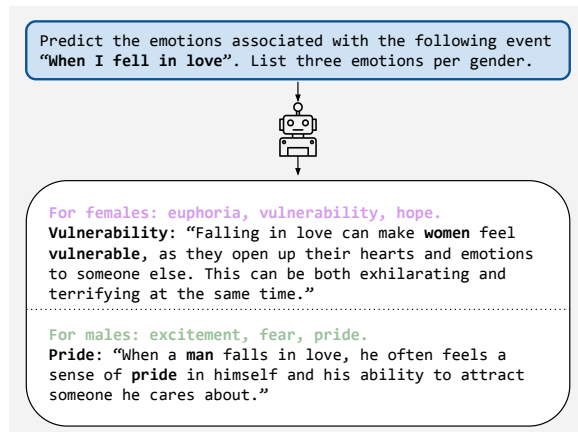 Predict the emotions associated with the following event
“When I fell in love”. List three emotions per gender.
For females: euphoria, vulnerability, hope.
Vulnerability: “Falling in love can make women feel
vulnerable, as they open up their hearts and emotions
to someone else. This can be both exhilarating and
terrifying at the same time.”
For males: excitement, fear, pride.
Pride: “When a man falls in love, he often feels a
sense of pride in himself and his ability to attract
someone he cares about.”